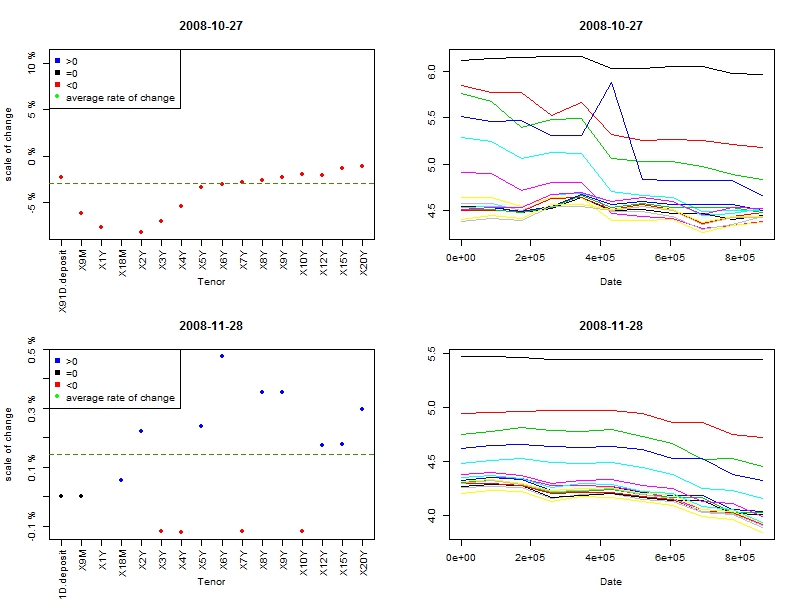 2008-10-27
scale of change
-5 %
0 %
5 %
10 %
>0
=0
<0
average rate of change
X91D.deposit
X9M
X1Y
X18M
X2Y
X3Y
X4Y
X5Y
X6Y
X7Y
X8Y
X9Y
X10Y
X12Y
X15Y
X20Y
Tenor
2008-10-27
4.5
5.0
5.5
6.0
0e+00
2e+05
4e+05
6e+05
8e+05
Date
2008-11-28
scale of change
-0.1 %
0.1 %
0.3 %
0.5 %
>0
=0
<0
average rate of change
1D.deposit
X9M
X1Y
X18M
X2Y
X3Y
X4Y
X5Y
X6Y
X7Y
X8Y
X9Y
X10Y
X12Y
X15Y
X20Y
Tenor
2008-11-28
4.0
4.5
5.0
5.5
0e+00
2e+05
4e+05
6e+05
8e+05
Date